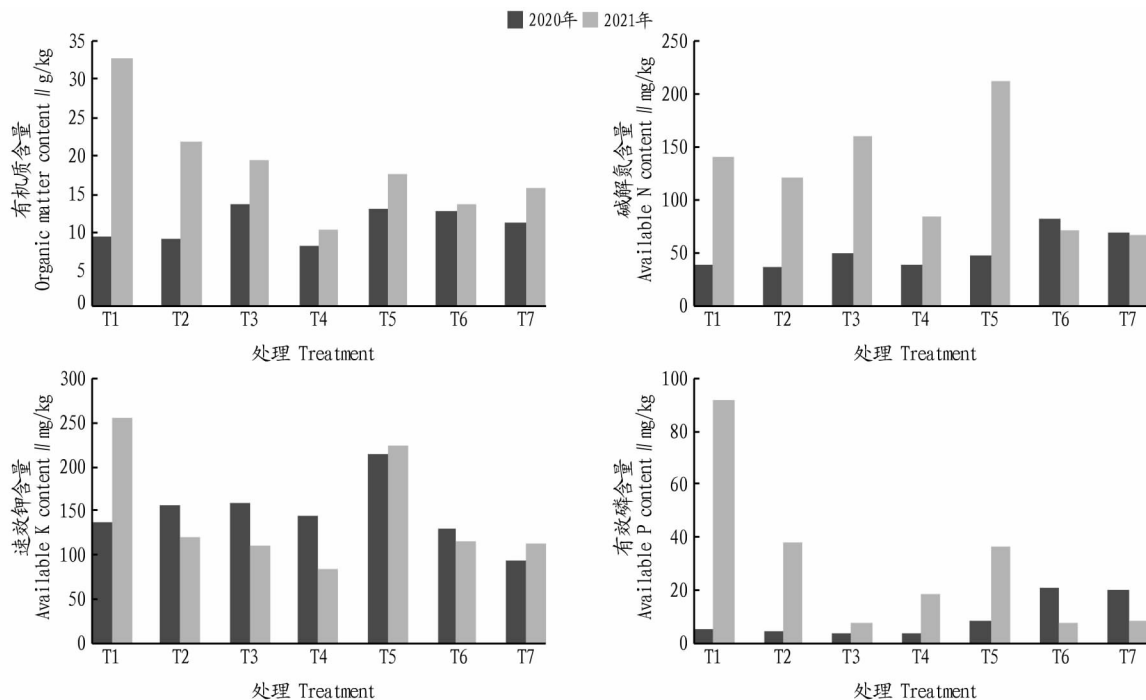 2020年 2021年
有机质含量
Organic matter content∥g/kg
35
30
25
20
15
10
5
0
T1 T2 T3 T4 T5 T6 T7
处理 Treatment
碱解氮含量
Available N content∥mg/kg
250
200
150
100
50
0
T1 T2 T3 T4 T5 T6 T7
处理 Treatment
速效钾含量
Available K content∥mg/kg
300
250
200
150
100
50
0
T1 T2 T3 T4 T5 T6 T7
处理 Treatment
有效磷含量
Available P content∥mg/kg
100
80
60
40
20
0
T1 T2 T3 T4 T5 T6 T7
处理 Treatment